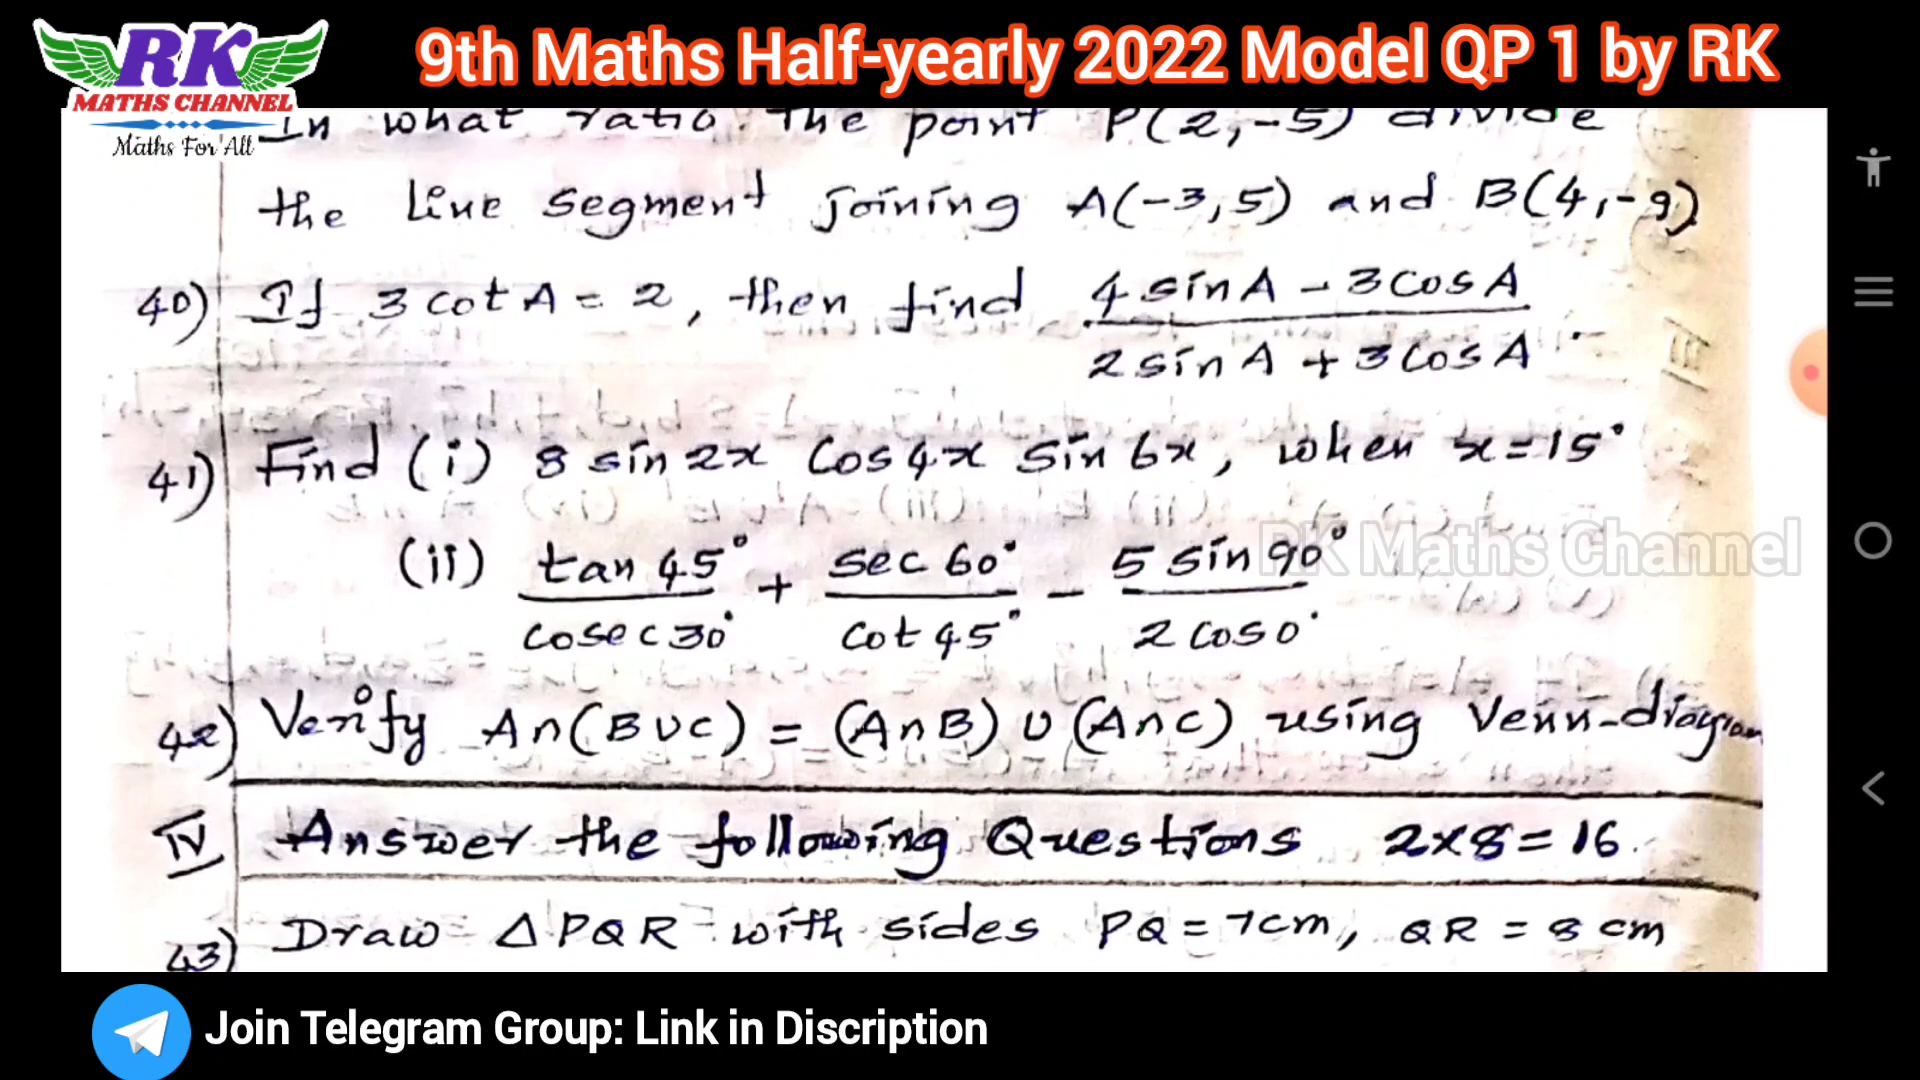 RK
MATHS CHANNEL
Maths For All
9th Maths Half-yearly 2022 Model QP 1 by RK
In what ratio. The point P(2,-5) divide
the line segment joining A(-3,5) and B(4,-9)
40) If 3 cot A = 2, then find 4 sin A - 3 cos A
2 sin A + 3 cos A
41) Find (i) 8 sin 2x cos 4x sin 6x, when x = 15°
RK Maths Channel
(ii) tan 45° + sec 60° - 5 sin 90°
cosec 30° cot 45° 2 cos 0°
42) Verify A∩(B∪C) = (A∩B) ∪ (A∩C) using Venn-diagram
IV Answer the following Questions 2×8=16.
43) Draw △PQR with sides PQ = 7cm, QR = 8 cm
Join Telegram Group: Link in Discription